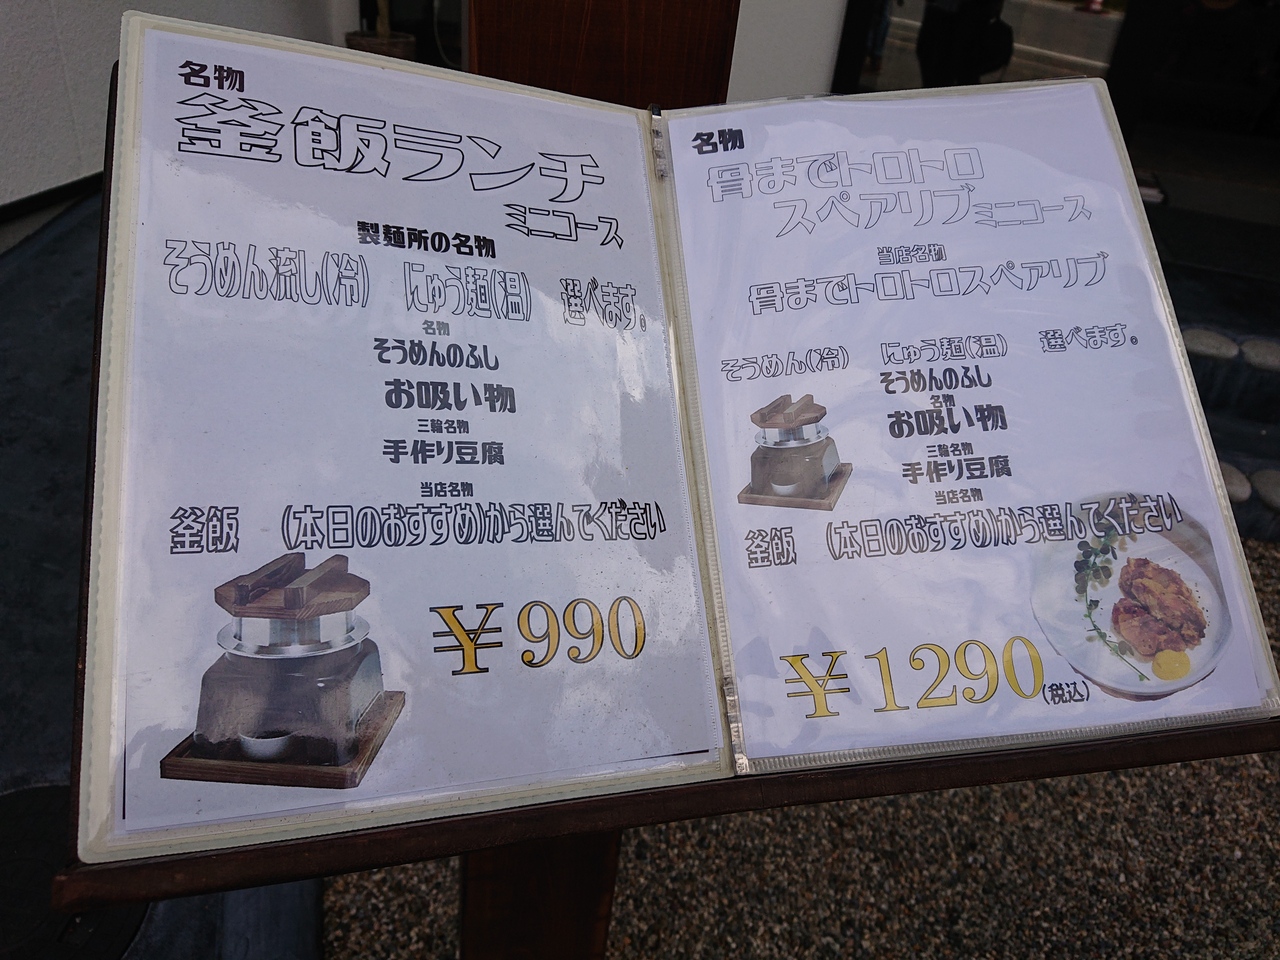 名物
釜飯ランチ
ミニコース
製麺所の名物
そうめん流し(冷) にゅう麺(温) 選べます。
名物
そうめんのふし
お吸い物
三輪名物
手作り豆腐
当店名物
釜飯 (本日のおすすめ)から選んでください
¥990
名物
骨までトロトロ
スペアリブミニコース
当店名物
骨までトロトロスペアリブ
そうめん(冷) にゅう麺(温) 選べます。
そうめんのふし
名物
お吸い物
三輪名物
手作り豆腐
当店名物
釜飯 (本日のおすすめ)から選んでください
¥1290(税込)